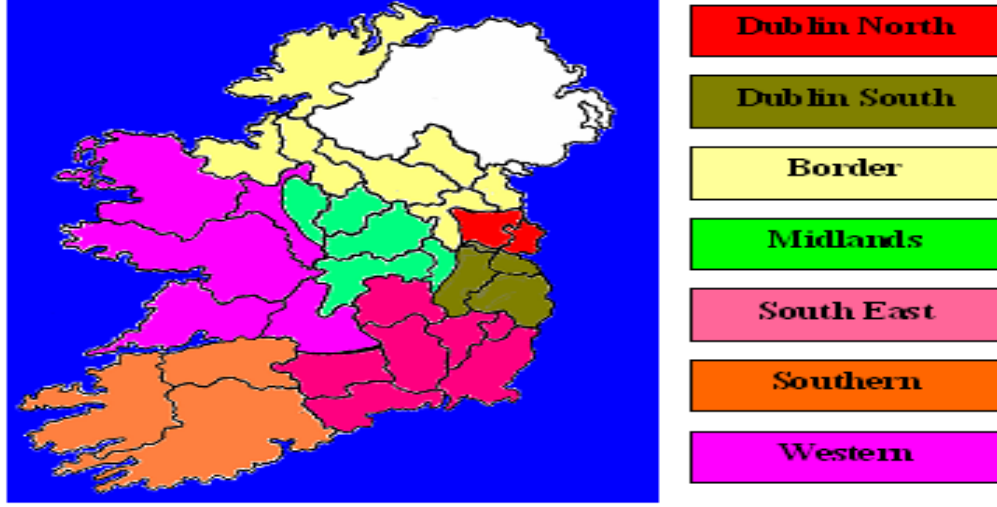 Dublin North
Dublin South
Border
Midlands
South East
Southern
Western